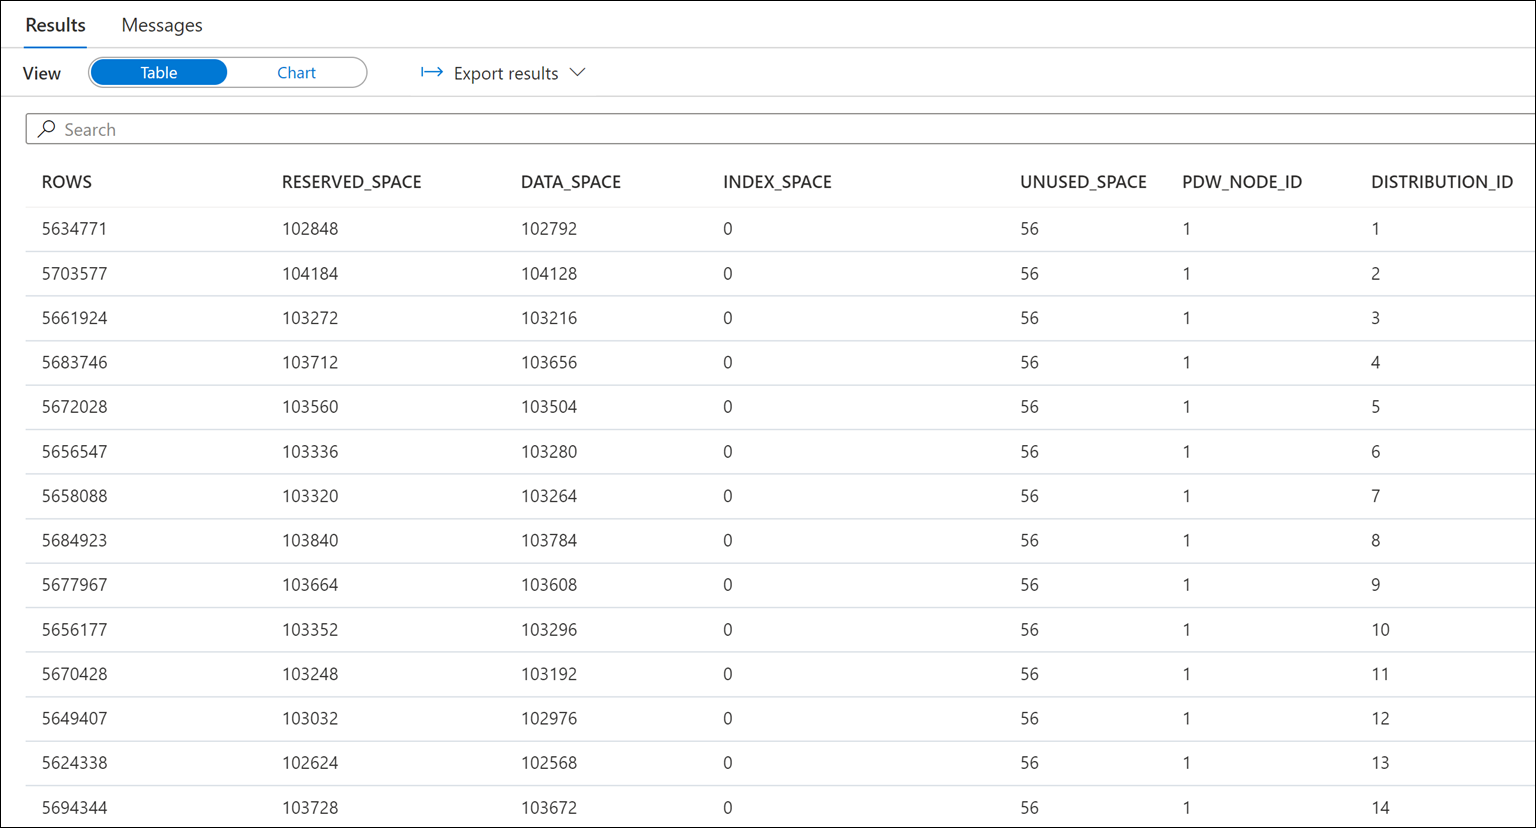 Results Messages
View Table Chart Export results
Search
ROWS RESERVED_SPACE DATA_SPACE INDEX_SPACE UNUSED_SPACE PDW_NODE_ID DISTRIBUTION_ID
5634771 102848 102792 0 56 1 1
5703577 104184 104128 0 56 1 2
5661924 103272 103216 0 56 1 3
5683746 103712 103656 0 56 1 4
5672028 103560 103504 0 56 1 5
5656547 103336 103280 0 56 1 6
5658088 103320 103264 0 56 1 7
5684923 103840 103784 0 56 1 8
5677967 103664 103608 0 56 1 9
5656177 103352 103296 0 56 1 10
5670428 103248 103192 0 56 1 11
5649407 103032 102976 0 56 1 12
5624338 102624 102568 0 56 1 13
5694344 103728 103672 0 56 1 14